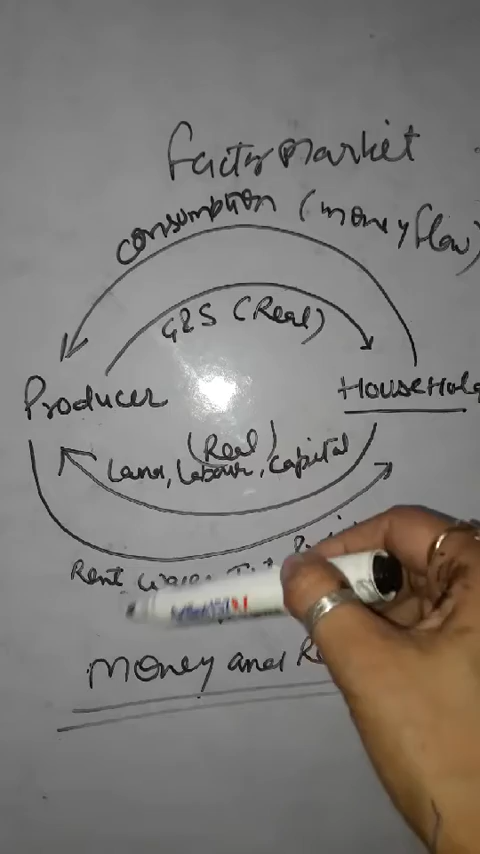 Factor Market
Consumption (Money flow)
G&S (Real)
Producer
Household
(Real)
Land, Labour, Capital
Rent
Money and